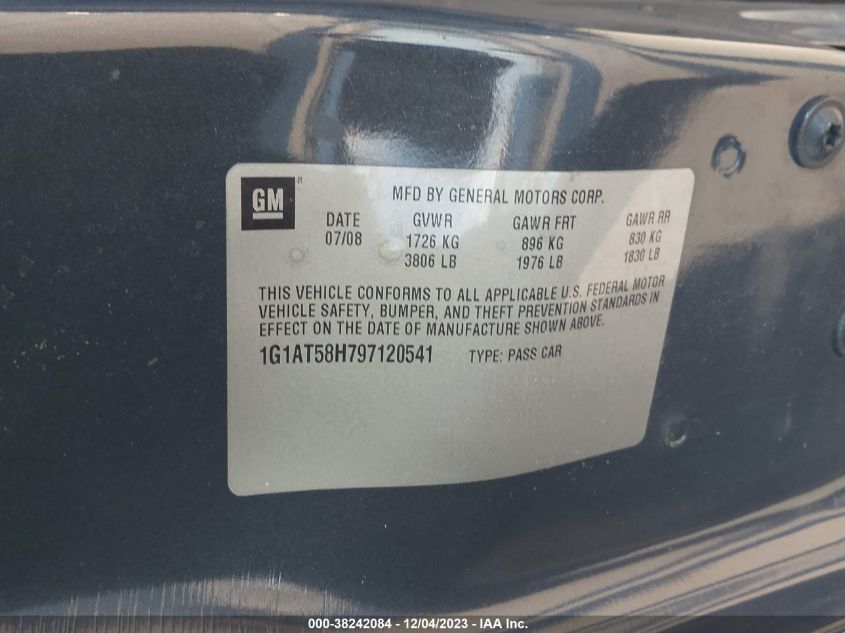 GM ®
MFD BY GENERAL MOTORS CORP.
DATE GVWR GAWR FRT GAWR RR
07/08 1726 KG 896 KG 830 KG
3806 LB 1976 LB 1830 LB
THIS VEHICLE CONFORMS TO ALL APPLICABLE U.S. FEDERAL MOTOR
VEHICLE SAFETY, BUMPER, AND THEFT PREVENTION STANDARDS IN
EFFECT ON THE DATE OF MANUFACTURE SHOWN ABOVE.
1G1AT58H797120541 TYPE: PASS CAR
000-38242084 - 12/04/2023 - IAA Inc.